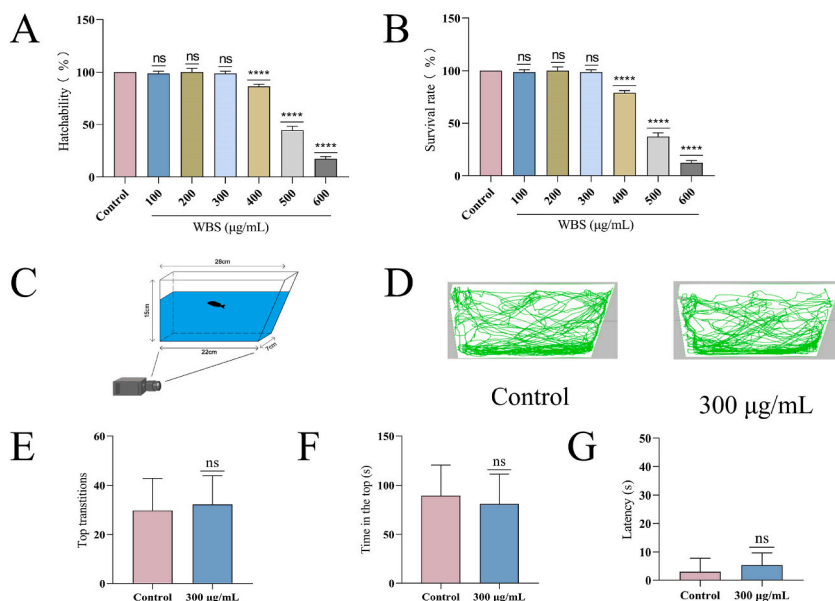 A
Hatchability ( % )
150
100
50
0
ns
ns
ns
****
****
****
Control
100
200
300
400
500
600
WBS (μg/mL)
B
Survival rate ( % )
150
100
50
0
ns
ns
ns
****
****
****
Control
100
200
300
400
500
600
WBS (μg/mL)
C
28cm
15cm
22cm
7cm
D
Control
300 μg/mL
E
Top transtitions
60
40
20
0
ns
Control
300 μg/mL
F
Time in the top (s)
150
100
50
0
ns
Control
300 μg/mL
G
Latency (s)
50
40
30
20
10
0
ns
Control
300 μg/mL